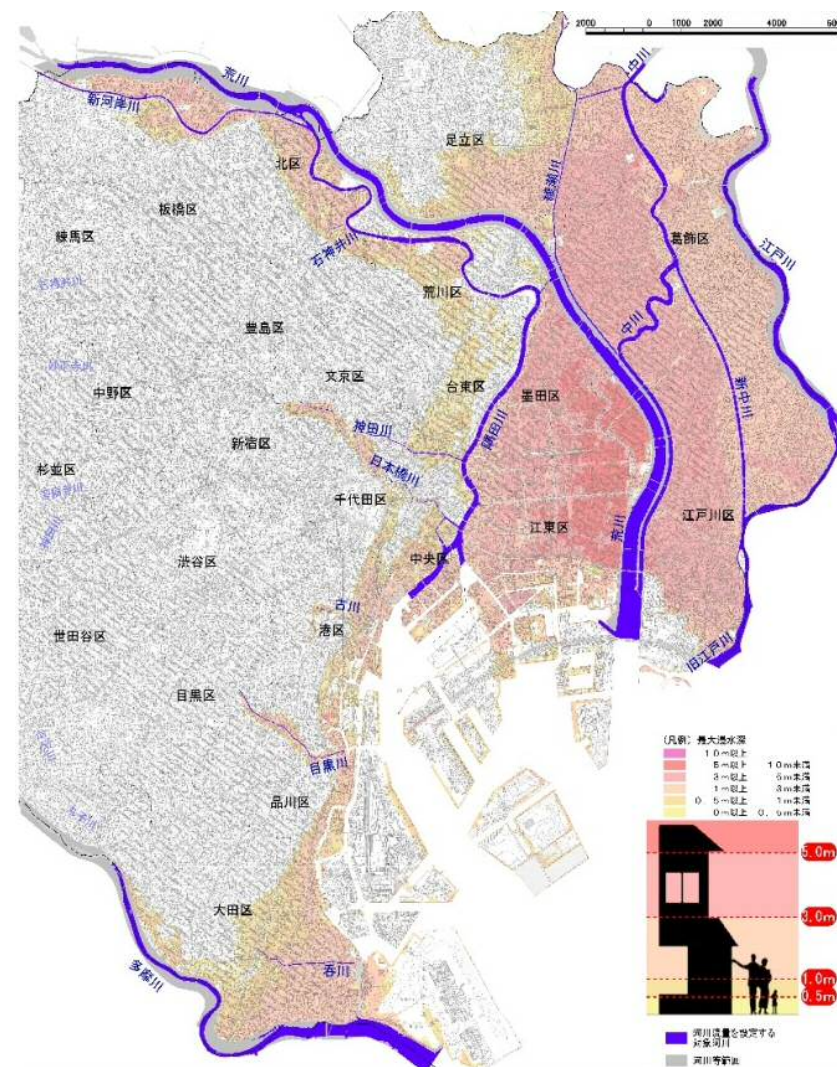 2000 0 1000 2000 4000
荒川
中川
新河岸川
足立区
北区
綾瀬川
板橋区
練馬区
葛飾区
江戸川
石神井川
石神井川
荒川区
豊島区
中川
文京区
台東区
新中川
中野区
墨田区
神田川
隅田川
新宿区
日本橋川
杉並区
千代田区
江東区
江戸川区
荒川
中央区
渋谷区
古川
港区
世田谷区
旧江戸川
目黒区
目黒川
品川区
大田区
呑川
多摩川
(凡例) 最大浸水深
10m以上
5m以上 10m未満
3m以上 5m未満
1m以上 3m未満
0.5m以上 1m未満
0m以上 0.5m未満
5.0m
3.0m
1.0m
0.5m
河川流量を設定する
対象河川
河川等範囲